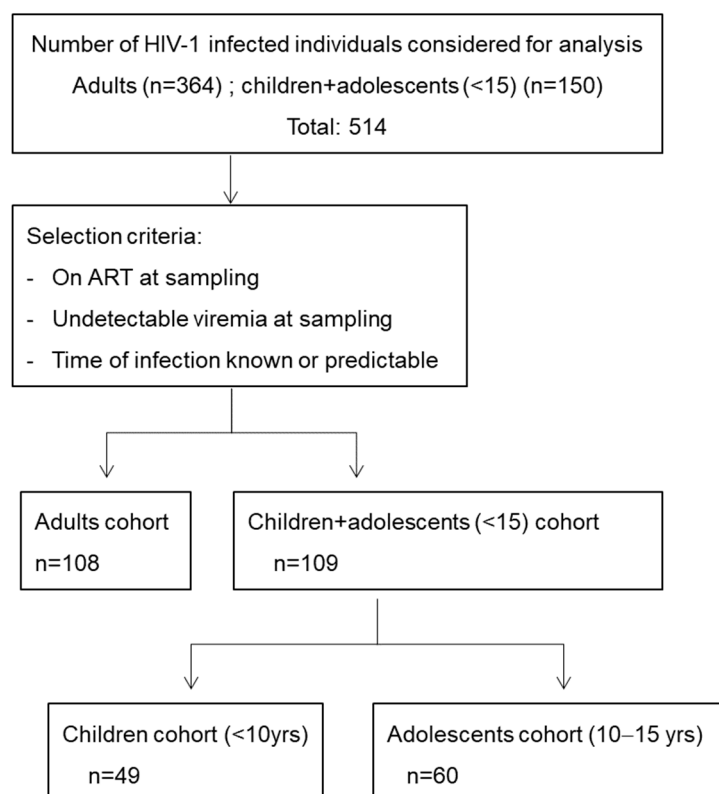 Number of HIV-1 infected individuals considered for analysis
Adults (n=364) ; children+adolescents (<15) (n=150)
Total: 514
Selection criteria:
- On ART at sampling
- Undetectable viremia at sampling
- Time of infection known or predictable
Adults cohort
n=108
Children+adolescents (<15) cohort
n=109
Children cohort (<10yrs)
n=49
Adolescents cohort (10–15 yrs)
n=60